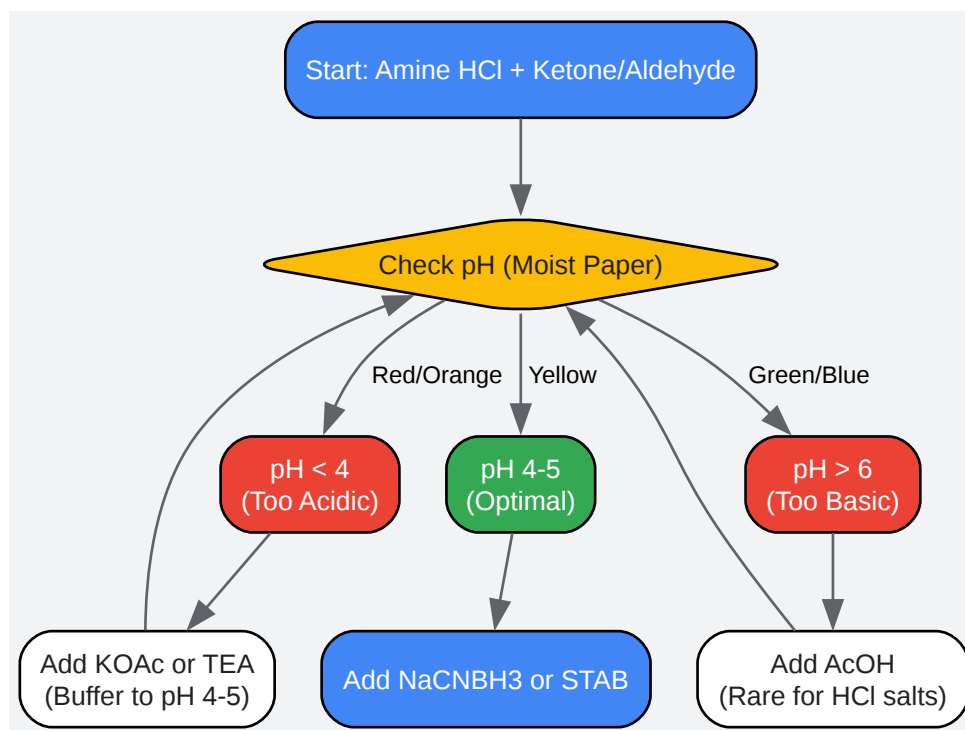 Start: Amine HCl + Ketone/Aldehyde
Check pH (Moist Paper)
Red/Orange
Yellow
Green/Blue
pH < 4
(Too Acidic)
pH 4-5
(Optimal)
pH > 6
(Too Basic)
Add KOAc or TEA
(Buffer to pH 4-5)
Add NaCNBH3 or STAB
Add AcOH
(Rare for HCl salts)